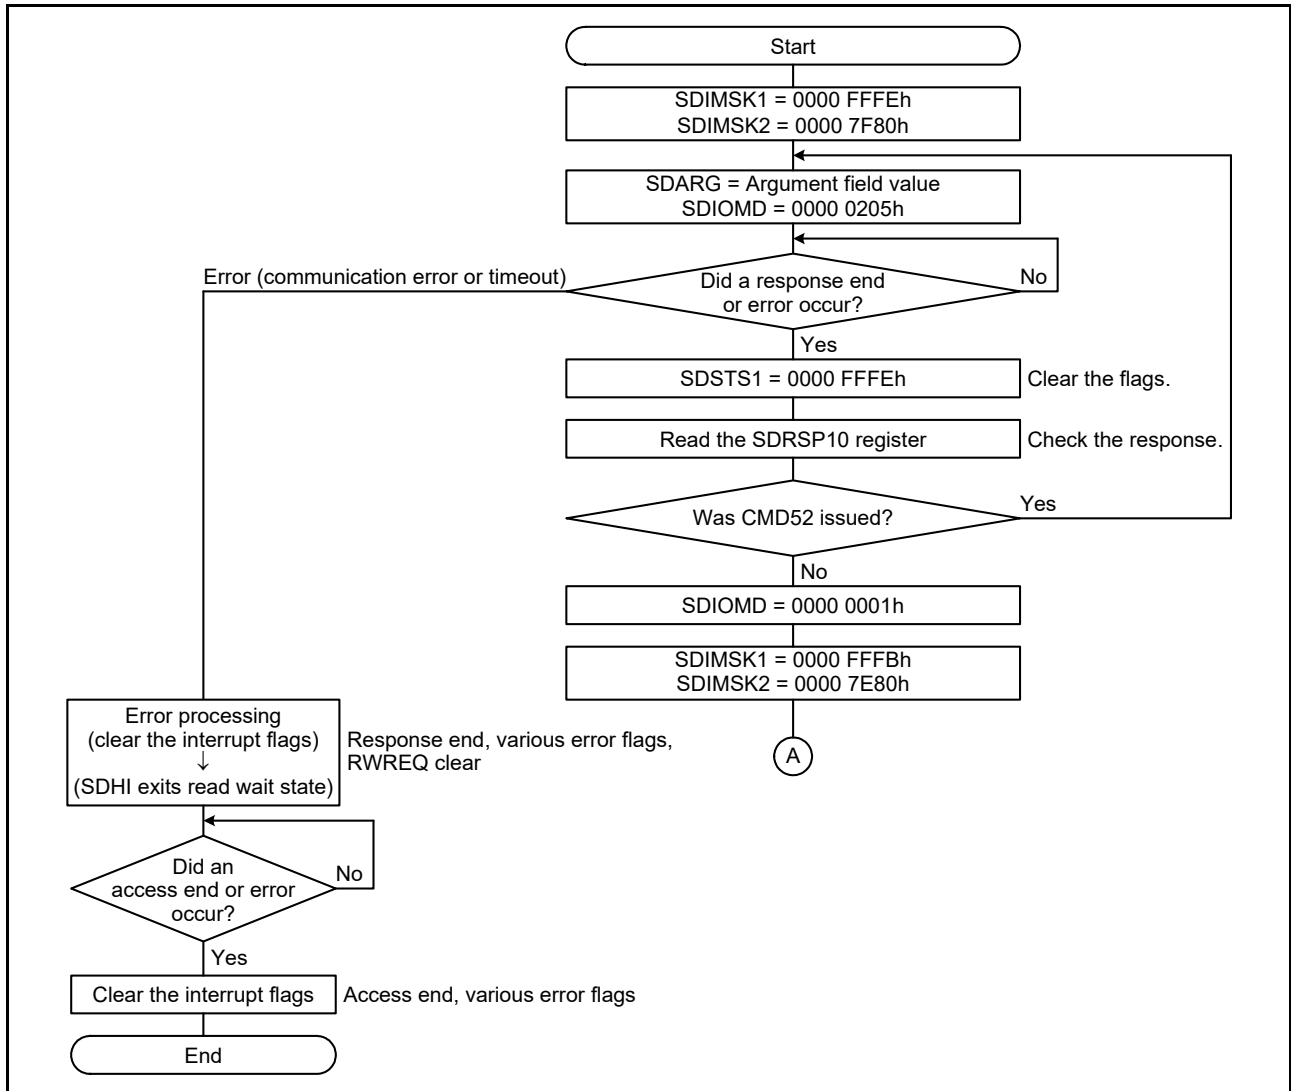 Start
SDIMSK1 = 0000 FFFEh
SDIMSK2 = 0000 7F80h
SDARG = Argument field value
SDIOMD = 0000 0205h
Error (communication error or timeout)
Did a response end
or error occur?
No
Yes
SDSTS1 = 0000 FFFEh
Clear the flags.
Read the SDRSP10 register
Check the response.
Was CMD52 issued?
Yes
No
SDIOMD = 0000 0001h
SDIMSK1 = 0000 FFFBh
SDIMSK2 = 0000 7E80h
A
Error processing
(clear the interrupt flags)
↓
(SDHI exits read wait state)
Response end, various error flags,
RWREQ clear
Did an
access end or error
occur?
No
Yes
Clear the interrupt flags
Access end, various error flags
End